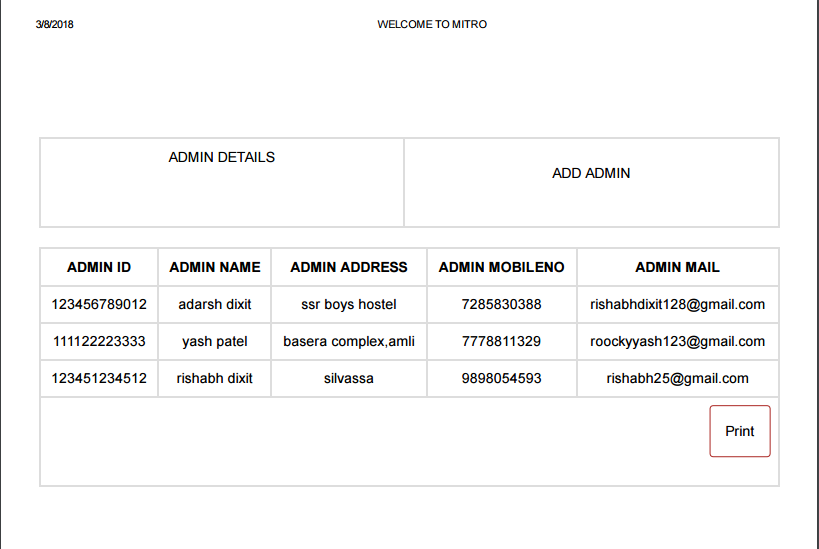 3/8/2018 WELCOME TO MITRO
ADMIN DETAILS
ADD ADMIN
ADMIN ID ADMIN NAME ADMIN ADDRESS ADMIN MOBILENO ADMIN MAIL
123456789012 adarsh dixit ssr boys hostel 7285830388 rishabhdixit128@gmail.com
111122223333 yash patel basera complex,amli 7778811329 roockyyash123@gmail.com
123451234512 rishabh dixit silvassa 9898054593 rishabh25@gmail.com
Print